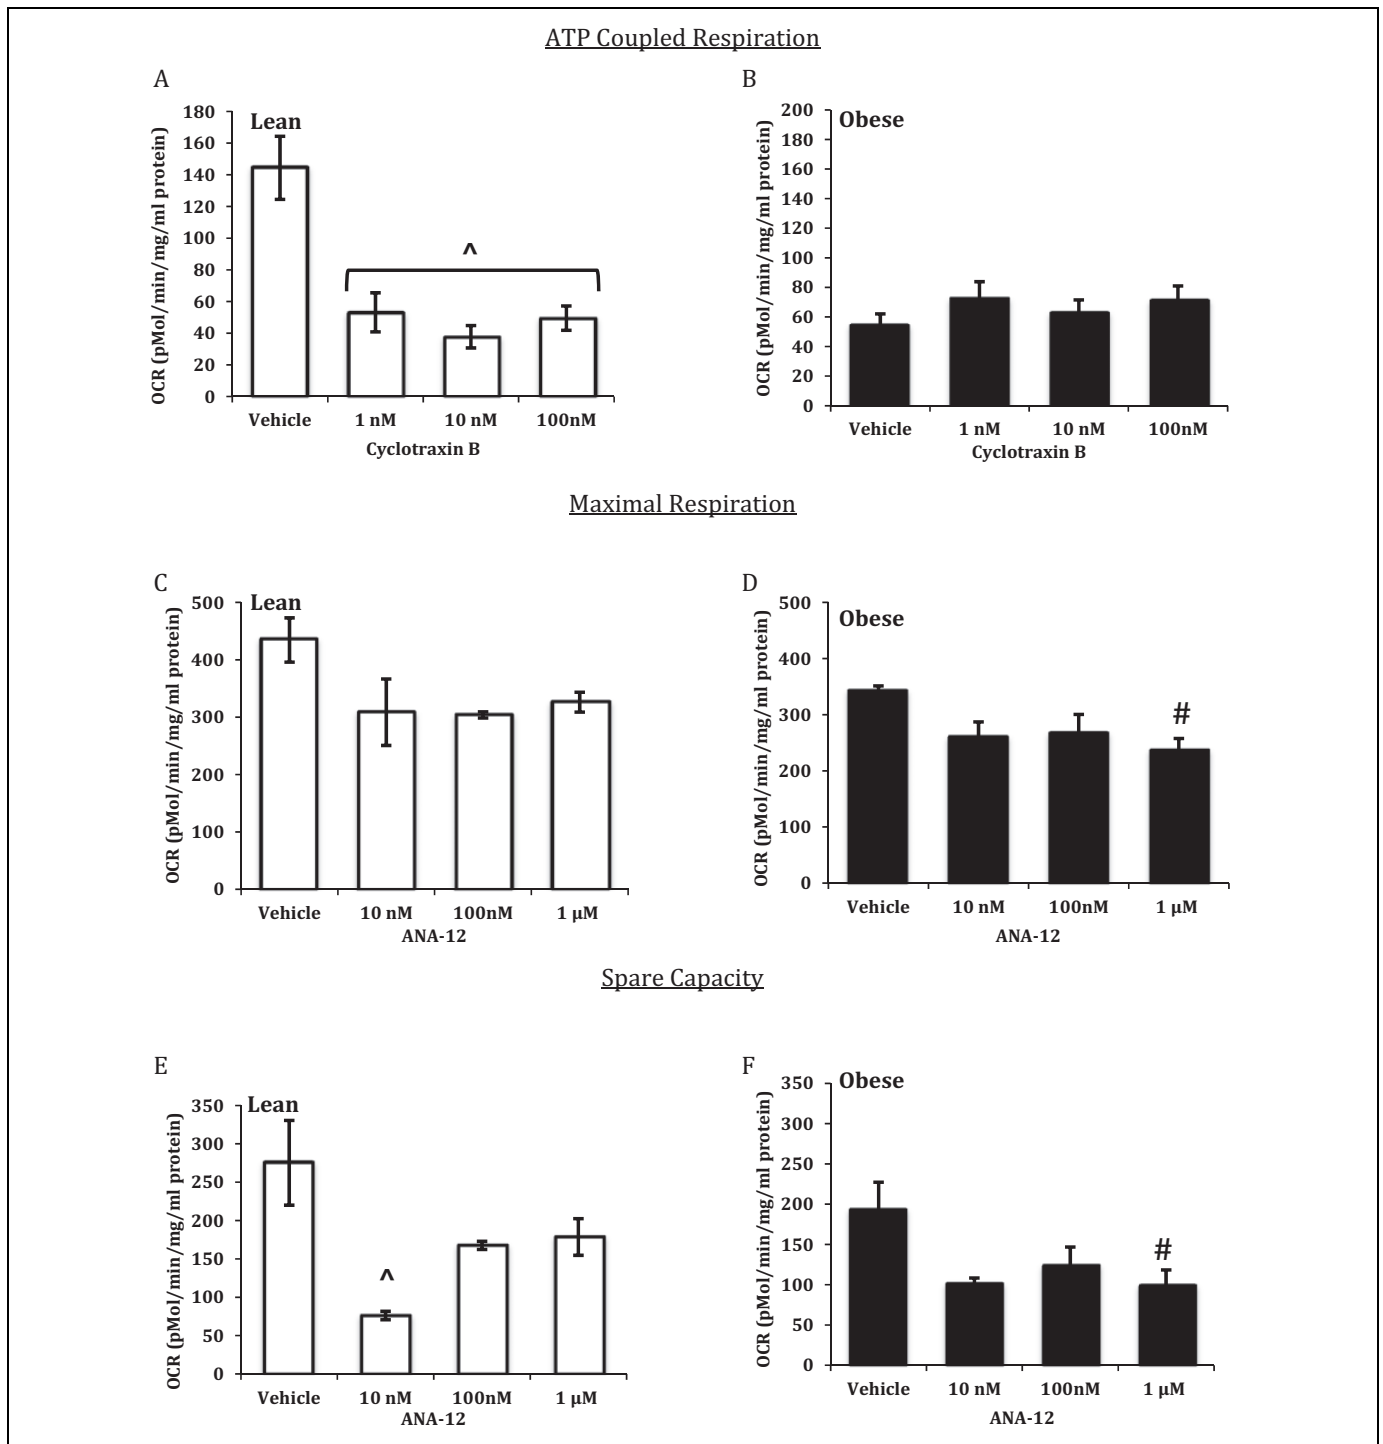 ATP Coupled Respiration
A
Lean
OCR (pMol/min/mg/ml protein)
180
160
140
120
100
80
60
40
20
0
^
Vehicle 1 nM 10 nM 100nM
Cyclotraxin B
B
Obese
OCR (pMol/min/mg/ml protein)
200
180
160
140
120
100
80
60
40
20
0
Vehicle 1 nM 10 nM 100nM
Cyclotraxin B
Maximal Respiration
C
Lean
OCR (pMol/min/mg/ml protein)
500
400
300
200
100
0
Vehicle 10 nM 100nM 1 µM
ANA-12
D
Obese
OCR (pMol/min/mg/ml protein)
500
400
300
200
100
0
#
Vehicle 10 nM 100nM 1 µM
ANA-12
Spare Capacity
E
Lean
OCR (pMol/min/mg/ml protein)
350
300
250
200
150
100
50
0
^
Vehicle 10 nM 100nM 1 µM
ANA-12
F
Obese
OCR (pMol/min/mg/ml protein)
350
300
250
200
150
100
50
0
#
Vehicle 10 nM 100nM 1 µM
ANA-12